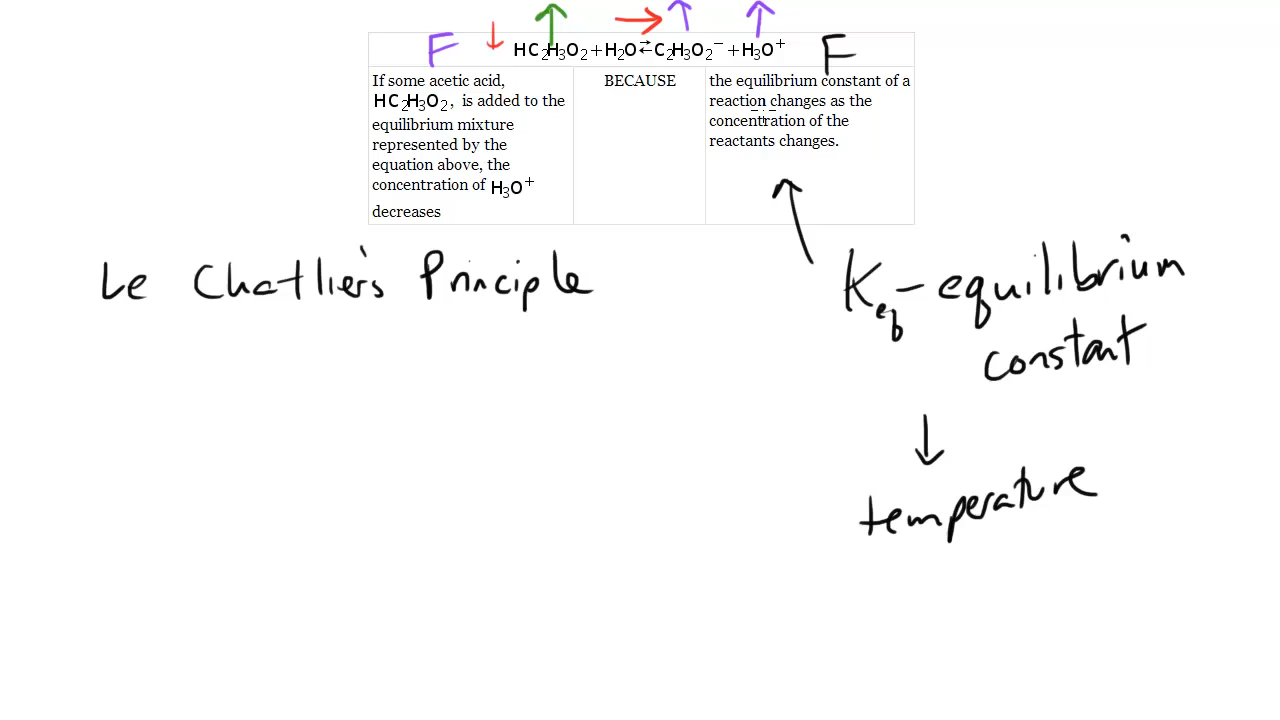 F ↓ HC₂H₃O₂+H₂O⇄C₂H₃O₂⁻+H₃O⁺ F
If some acetic acid,
HC₂H₃O₂, is added to the
equilibrium mixture
represented by the
equation above, the
concentration of H₃O⁺
decreases
BECAUSE
the equilibrium constant of a
reaction changes as the
concentration of the
reactants changes.
Le Chatlier's Principle
Keq - equilibrium
constant
↓
temperature